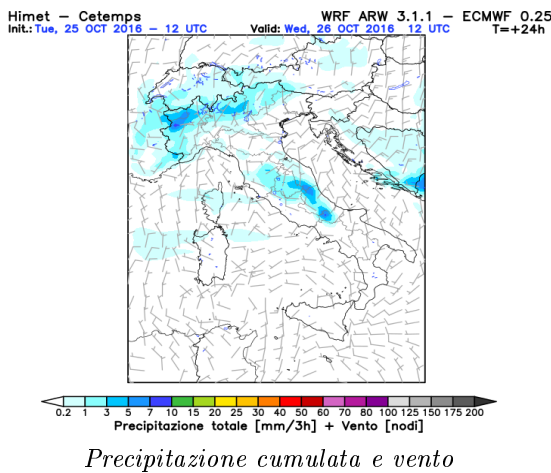 Himet – Cetemps WRF ARW 3.1.1 – ECMWF 0.25
Init.: Tue, 25 OCT 2016 – 12 UTC Valid: Wed, 26 OCT 2016 12 UTC T=+24h
0.2 1 3 5 7 10 15 20 25 30 40 50 60 70 80 100 125 150 175 200
Precipitazione totale [mm/3h] + Vento [nodi]
Precipitazione cumulata e vento